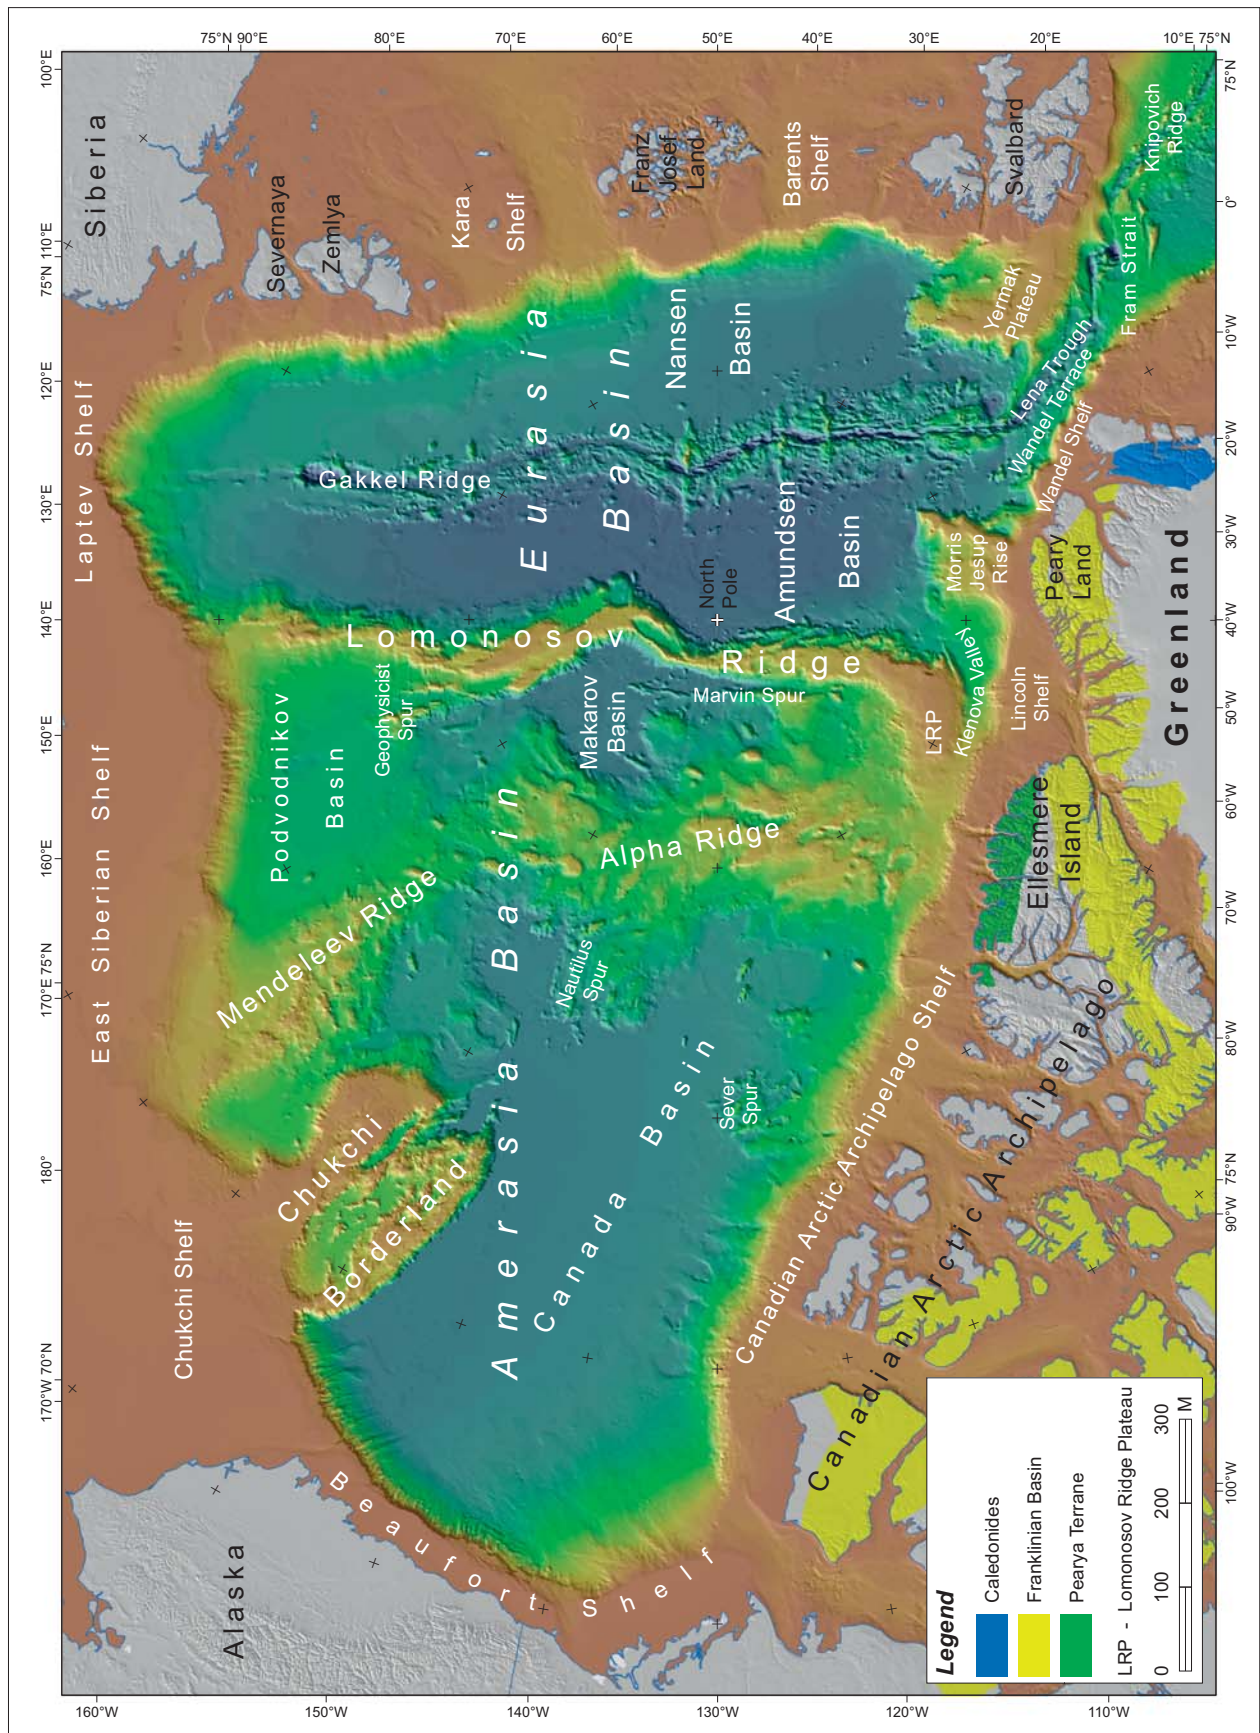 75°N 90°E
80°E
70°E
60°E
50°E
40°E
30°E
20°E
10°E 75°N
100°E
110°E
75°N
120°E
130°E
140°E
150°E
160°E
75°N
170°E
180°
70°N
170°W
160°W
150°W
140°W
130°W
120°W
110°W
75°N
0°
10°W
20°W
30°W
40°W
50°W
60°W
70°W
80°W
75°N
90°W
100°W
Siberia
Severnaya
Zemlya
Kara
Shelf
Franz
Josef
Land
Barents
Shelf
Svalbard
Knipovich
Ridge
Fram Strait
Yermak
Plateau
Lena Trough
Wandel Terrace
Wandel Shelf
Nansen
Basin
Eurasia
Basin
Gakkel Ridge
Laptev Shelf
Amundsen
Basin
North
Pole
Morris
Jesup
Rise
Peary
Land
Greenland
Lomonosov
Ridge
Marvin Spur
Klenova Valley
LRP
Lincoln
Shelf
Ellesmere
Island
Geophysicist
Spur
Makarov
Basin
Podvodnikov
Basin
East Siberian Shelf
Alpha Ridge
Mendeleev Ridge
Nautilus
Spur
Amerasia Basin
Sever
Spur
Canada Basin
Chukchi
Borderland
Chukchi Shelf
Canadian Arctic Archipelago Shelf
Canadian Arctic Archipelago
Beaufort Shelf
Alaska
Legend
Caledonides
Franklinian Basin
Pearya Terrane
LRP - Lomonosov Ridge Plateau
0 100 200 300
M